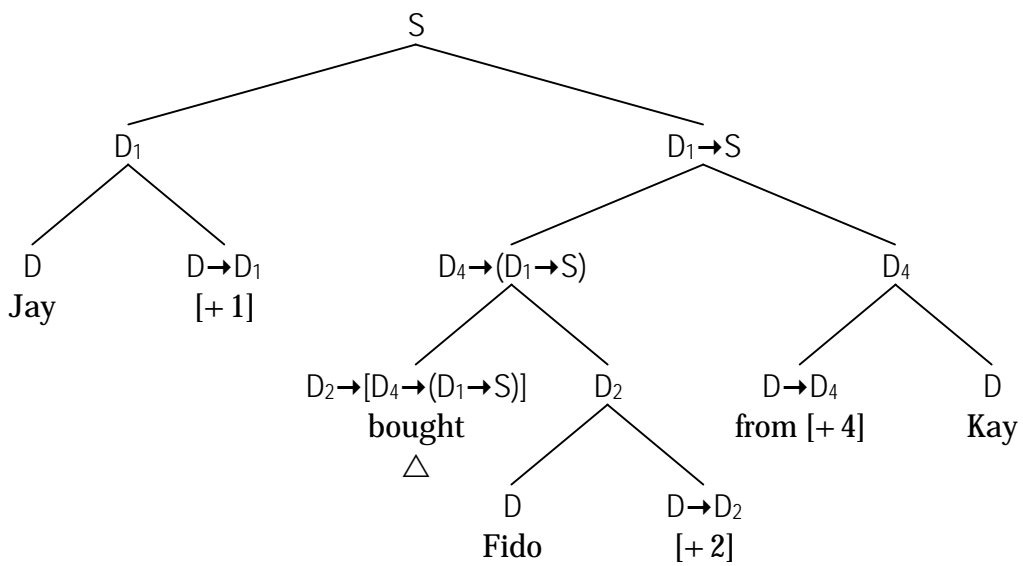 S
D₁ D₁→S
D D→D₁ D₄→(D₁→S) D₄
Jay [+1]
D₂→[D₄→(D₁→S)] D₂ D→D₄ D
bought from [+4] Kay
D D→D₂
Fido [+2]